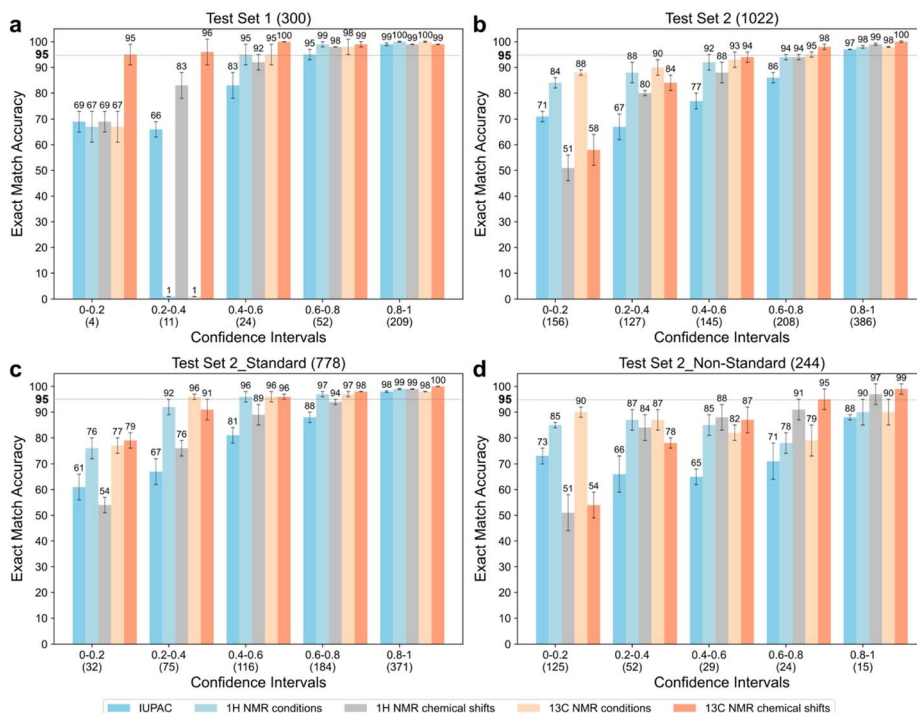 a
Test Set 1 (300)
Exact Match Accuracy
100
95
90
80
70
60
50
40
30
20
10
0
69 67 69 67 95
66 1 83 1 96
83 95 92 95 100
95 99 98 98 99
99 100 99 100 99
0-0.2 0.2-0.4 0.4-0.6 0.6-0.8 0.8-1
(4) (11) (24) (52) (209)
Confidence Intervals
b
Test Set 2 (1022)
Exact Match Accuracy
100
95
90
80
70
60
50
40
30
20
10
0
71 84 51 88 58
67 88 80 90 84
77 92 88 93 94
86 94 94 95 98
97 98 99 98 100
0-0.2 0.2-0.4 0.4-0.6 0.6-0.8 0.8-1
(156) (127) (145) (208) (386)
Confidence Intervals
c
Test Set 2_Standard (778)
Exact Match Accuracy
100
95
90
80
70
60
50
40
30
20
10
0
61 76 54 77 79
67 92 76 96 91
81 96 89 96 96
88 97 94 97 98
98 99 99 98 100
0-0.2 0.2-0.4 0.4-0.6 0.6-0.8 0.8-1
(32) (75) (116) (184) (371)
Confidence Intervals
d
Test Set 2_Non-Standard (244)
Exact Match Accuracy
100
95
90
80
70
60
50
40
30
20
10
0
73 85 51 90 54
66 87 84 87 78
65 85 88 82 87
71 78 91 79 95
88 90 97 90 99
0-0.2 0.2-0.4 0.4-0.6 0.6-0.8 0.8-1
(125) (52) (29) (24) (15)
Confidence Intervals
IUPAC 1H NMR conditions 1H NMR chemical shifts 13C NMR conditions 13C NMR chemical shifts